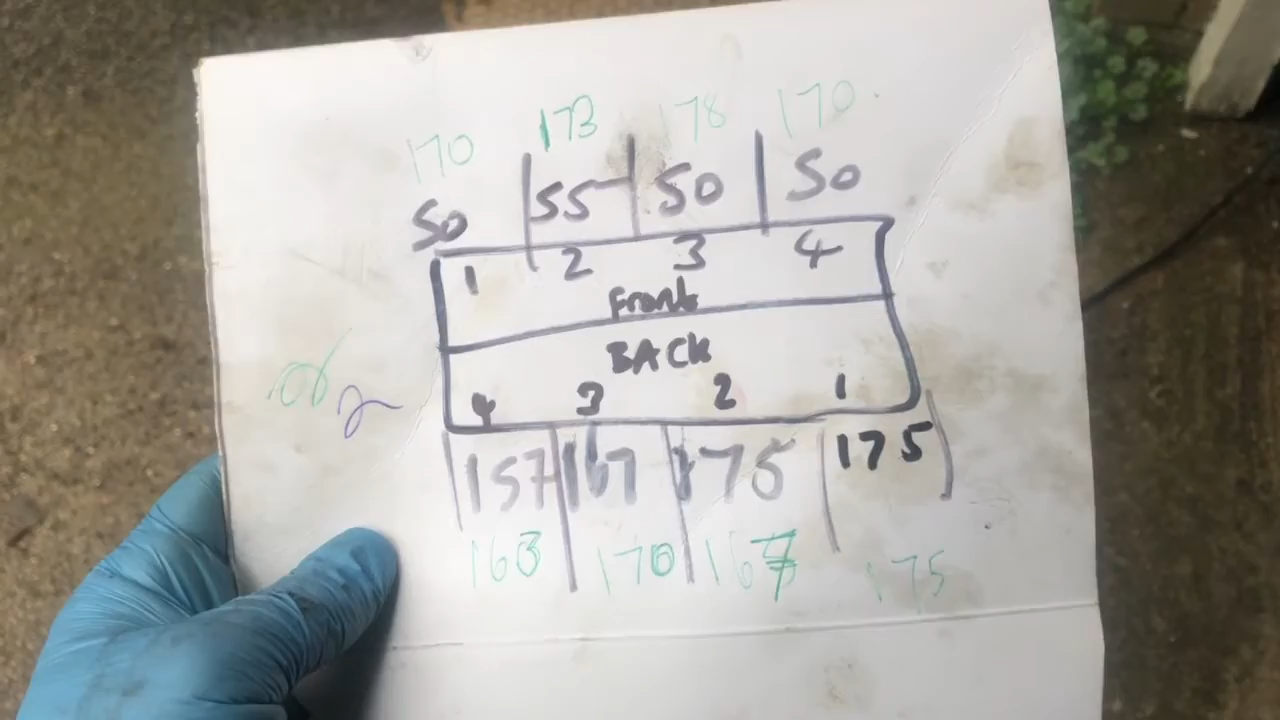 170 173 178 170.
50 55 50 50
1 2 3 4
Front
BACK
4 3 2 1
157 167 175 175
163 170 167 175